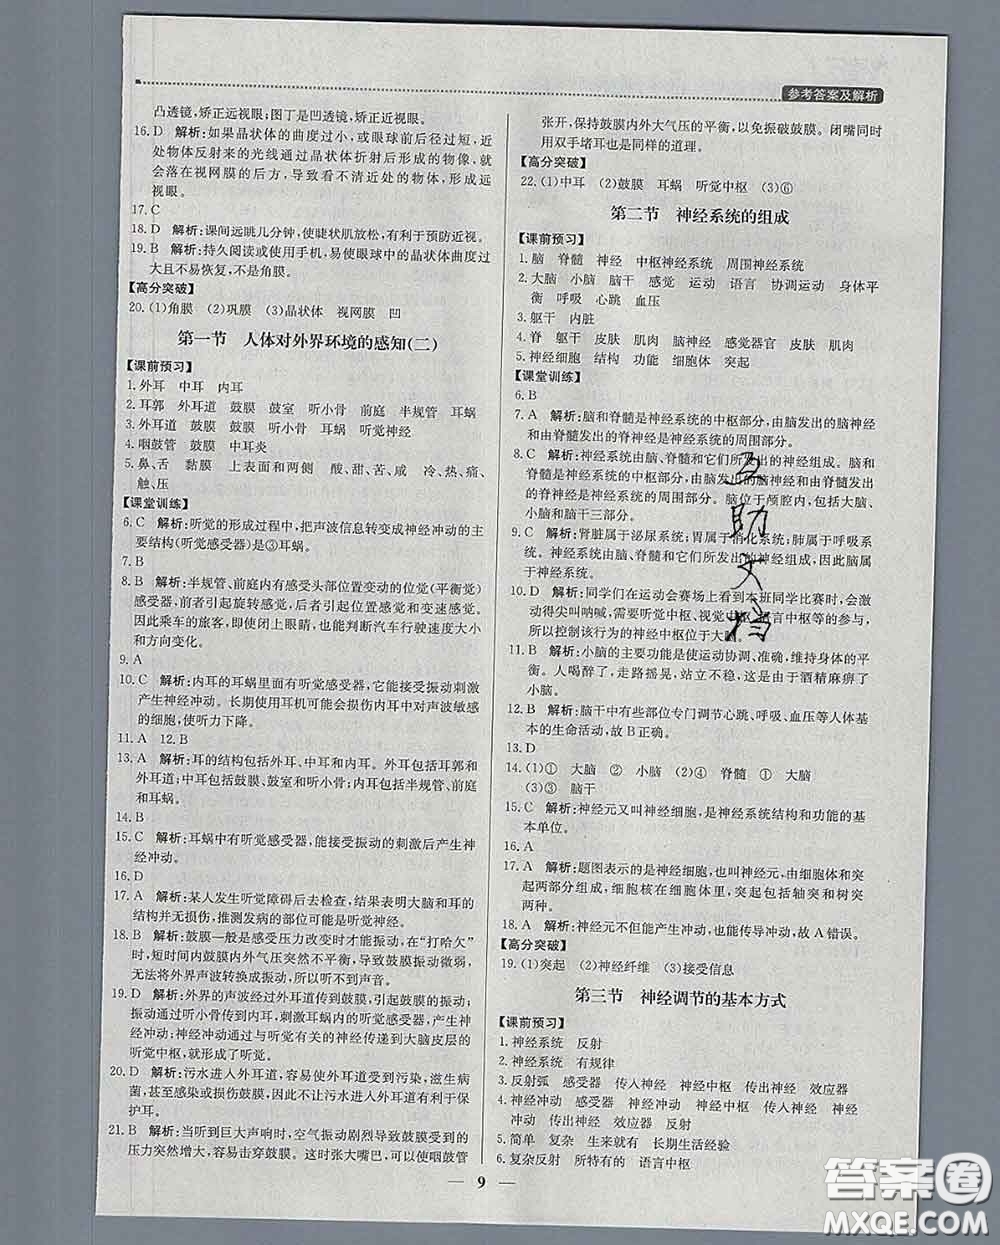 参考答案及解析
凸透镜,矫正远视眼;图丁是凹透镜,矫正近视眼。
16. D 解析:如果晶状体的曲度过小,或眼球前后径过短,近
处物体反射来的光线通过晶状体折射后形成的物像,就
会落在视网膜的后方,导致看不清近处的物体,形成远
视眼。
17. C
18. D 解析:课间远眺几分钟,使睫状肌放松,有利于预防近视。
19. B 解析:持久阅读或使用手机,易使眼球中的晶状体曲度过
大且不易恢复,不是角膜。
【高分突破】
20. (1)角膜 (2)巩膜 (3)晶状体 视网膜 凹
第一节 人体对外界环境的感知(二)
【课前预习】
1. 外耳 中耳 内耳
2. 耳郭 外耳道 鼓膜 鼓室 听小骨 前庭 半规管 耳蜗
3. 外耳道 鼓膜 听小骨 耳蜗 听觉神经
4. 咽鼓管 鼓膜 中耳炎
5. 鼻、舌 黏膜 上表面和两侧 酸、甜、苦、咸 冷、热、痛、
触、压
【课堂训练】
6. C 解析:听觉的形成过程中,把声波信息转变成神经冲动的主
要结构(听觉感受器)是③耳蜗。
7. B
8. B 解析:半规管、前庭内有感受头部位置变动的位觉(平衡觉)
感受器,前者引起旋转感觉,后者引起位置感觉和变速感觉。
因此乘车的旅客,即使闭上眼睛,也能判断汽车行驶速度大小
和方向变化。
9. A
10. C 解析:内耳的耳蜗里面有听觉感受器,它能接受振动刺激
产生神经冲动。长期使用耳机可能会损伤内耳中对声波敏感
的细胞,使听力下降。
11. A 12. B
13. A 解析:耳的结构包括外耳、中耳和内耳。外耳包括耳郭和
外耳道;中耳包括鼓膜、鼓室和听小骨;内耳包括半规管、前庭
和耳蜗。
14. B
15. C 解析:耳蜗中有听觉感受器,能接受振动的刺激后产生神
经冲动。
16. D
17. A 解析:某人发生听觉障碍后去检查,结果表明大脑和耳的
结构并无损伤,推测发病的部位可能是听觉神经。
18. B 解析:鼓膜一般是感受压力改变时才能振动,在“打哈欠”
时,短时间内口腔内气压突然不平衡,导致鼓膜振动微弱,
无法将外界声波转换成振动,所以听不到声音。
19. D 解析:外界的声波经过外耳道传到鼓膜,引起鼓膜的振动;
振动通过听小骨传到内耳,刺激耳蜗内的听觉感受器,产生神
经冲动;神经冲动通过与听觉有关的神经传递到大脑皮层的
听觉中枢,就形成了听觉。
20. D 解析:污水进入外耳道,容易使外耳道受到污染,滋生病
菌,甚至感染或损伤鼓膜,因此不让污水进入外耳道有利于保
护耳。
21. B 解析:当听到巨大声响时,空气振动剧烈导致鼓膜受到的
压力突然增大,容易击穿鼓膜。这时张大嘴巴,可以使咽鼓管
张开,保持鼓膜内外大气压的平衡,以免振破鼓膜。闭嘴同时
用双手堵耳也是同样的道理。
【高分突破】
22. (1)中耳 (2)鼓膜 耳蜗 听觉中枢 (3)⑥
第二节 神经系统的组成
【课前预习】
1. 脑 脊髓 神经 中枢神经系统 周围神经系统
2. 大脑 小脑 脑干 感觉 运动 语言 协调运动 身体平
衡 呼吸 心跳 血压
3. 躯干 内脏
4. 脊 躯干 皮肤 肌肉 脑神经 感觉器官 皮肤 肌肉
5. 神经细胞 结构 功能 细胞体 突起
【课堂训练】
6. B
7. A 解析:脑和脊髓是神经系统的中枢部分,由脑发出的脑神经
和由脊髓发出的脊神经是神经系统的周围部分。
8. C 解析:神经系统由脑、脊髓和它们所发出的神经组成。脑和
脊髓是神经系统的中枢部分,由脑发出的脑神经和由脊髓发
出的脊神经是神经系统的周围部分。脑位于颅腔内,包括大脑、
小脑和脑干三部分。
9. C 解析:肾脏属于泌尿系统;胃属于消化系统;肺属于呼吸系
统。神经系统由脑、脊髓和它们所发出的神经组成,因此脑属
于神经系统。
10. D 解析:同学们在运动会赛场上看到本班同学比赛时,会激
动得尖叫呐喊,需要听觉中枢、视觉中枢、语言中枢等的参与,
所以控制该行为的神经中枢位于大脑。
11. B 解析:小脑的主要功能是使运动协调、准确,维持身体的平
衡。人喝醉了,走路摇晃,站立不稳,这是由于酒精麻痹了
小脑。
12. B 解析:脑干中有些部位专门调节心跳、呼吸、血压等人体基
本的生命活动,故B正确。
13. D
14. (1)① 大脑 ② 小脑 ④ 脊髓 ① 大脑
(2)③ 脑干
15. C 解析:神经元又叫神经细胞,是神经系统结构和功能的基
本单位。
16. A
17. A 解析:题图表示的是神经细胞,也叫神经元,由细胞体和突
起两部分组成;细胞核在细胞体里,突起包括轴突和树突
两种。
18. A 解析:神经元不但能产生冲动,也能传导冲动,故A错误。
【高分突破】
19. (1)突起 (2)神经纤维 (3)接受信息
第三节 神经调节的基本方式
【课前预习】
1. 神经系统 反射
2. 神经系统 有规律
3. 反射弧 感受器 传入神经 神经中枢 传出神经 效应器
4. 神经冲动 感受器 神经冲动 传入神经 神经中枢 神经
冲动 传出神经 效应器 反射
5. 简单 复杂 生来就有 长期生活经验
6. 复杂反射 所特有的 语言中枢
9
互
助
文
档
答案卷
MXQE.COM